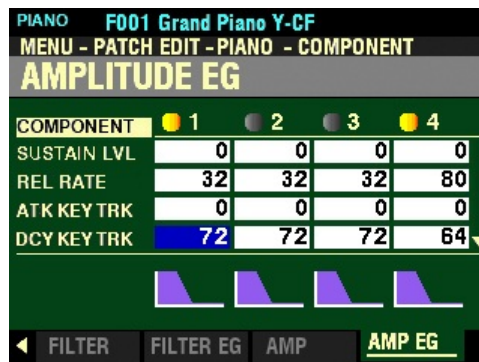 PIANO F001 Grand Piano Y-CF
MENU - PATCH EDIT -PIANO - COMPONENT
AMPLITUDE EG
COMPONENT 1 2 3 4
SUSTAIN LVL 0 0 0 0
REL RATE 32 32 32 80
ATK KEY TRK 0 0 0 0
DCY KEY TRK 72 72 72 64
FILTER FILTER EG AMP AMP EG